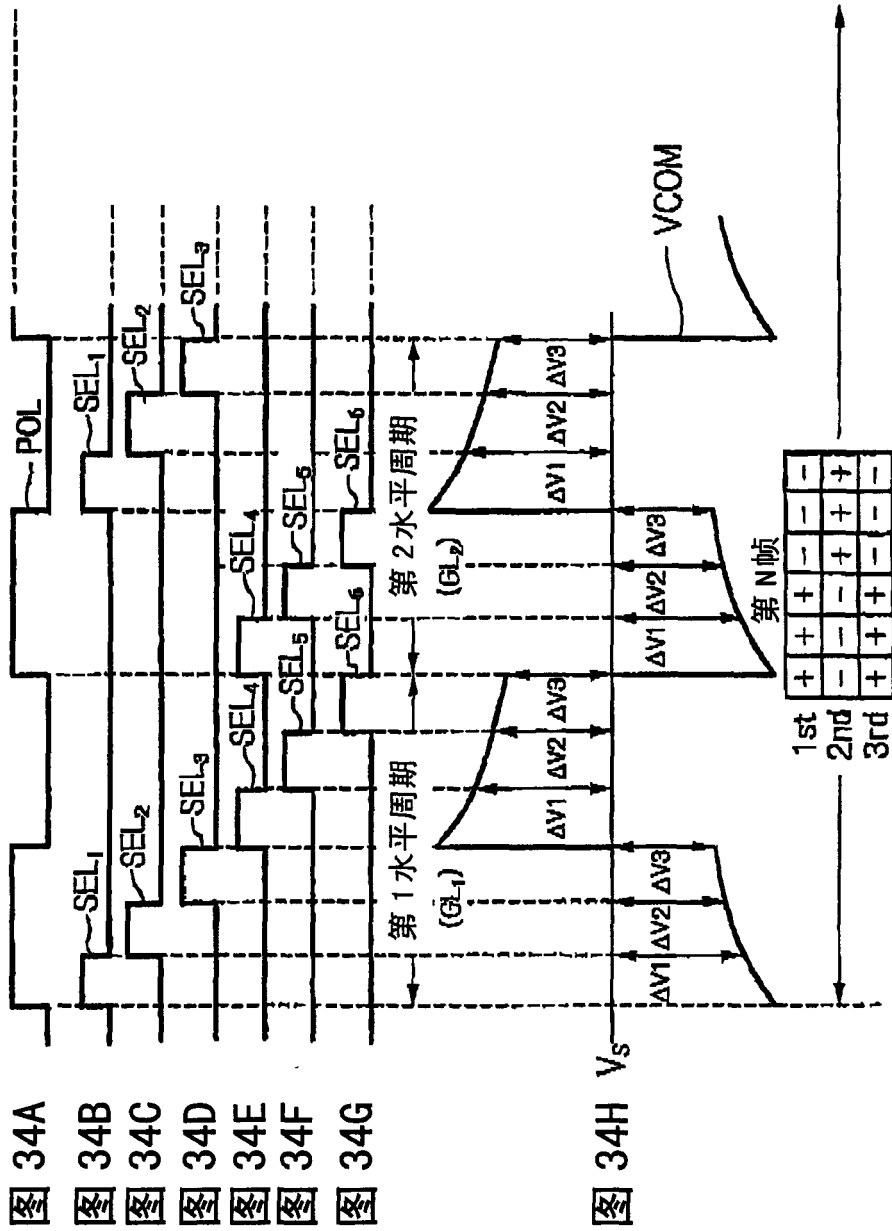 图 34A POL
图 34B SEL₁ SEL₁
图 34C SEL₂ SEL₂
图 34D SEL₃ SEL₃
图 34E SEL₄ SEL₄
图 34F SEL₅ SEL₅
图 34G SEL₆ SEL₆
第1水平周期 第2水平周期
(GL₁) (GL₂)
ΔV1 ΔV2 ΔV3 ΔV1 ΔV2 ΔV3
图 34H Vs
ΔV1 ΔV2 ΔV3 ΔV1 ΔV2 ΔV3
VCOM
第N帧
1st + + + - - -
2nd - - - + + +
3rd + + + - - -